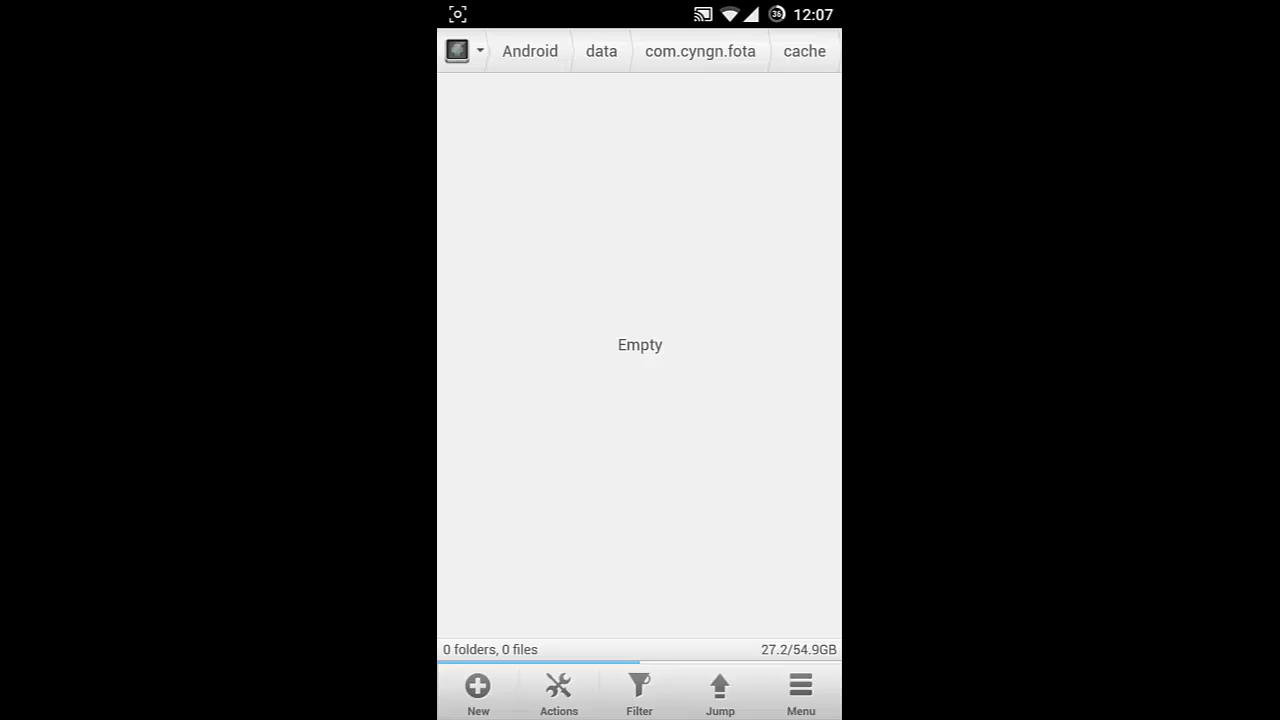 36 12:07
Android data com.cyngn.fota cache
Empty
0 folders, 0 files 27.2/54.9GB
New Actions Filter Jump Menu